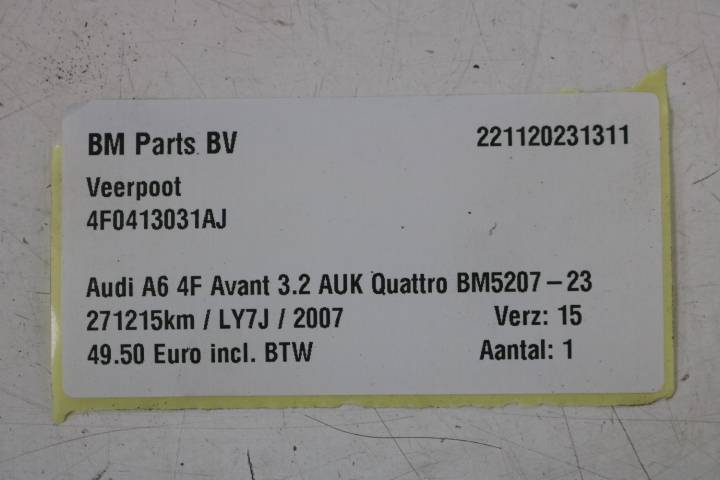 BM Parts BV 221120231311
Veerpoot
4F0413031AJ
Audi A6 4F Avant 3.2 AUK Quattro BM5207-23
271215km / LY7J / 2007 Verz: 15
49.50 Euro incl. BTW Aantal: 1